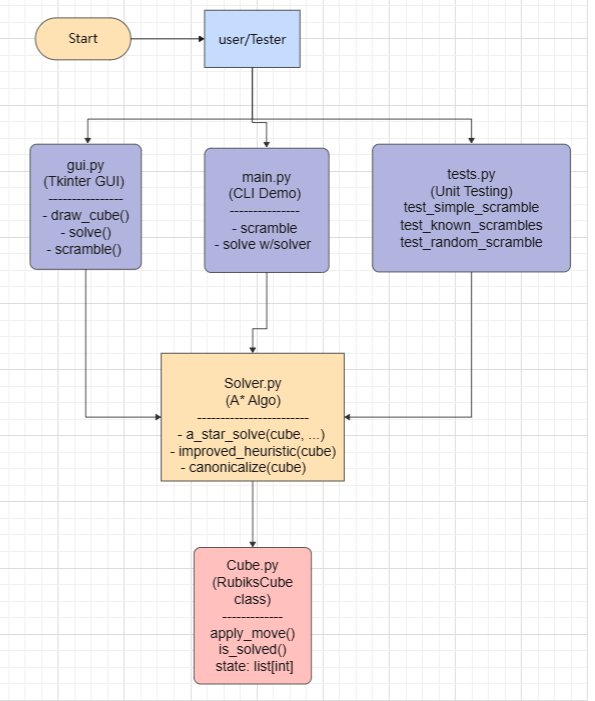 Start
user/Tester
gui.py
(Tkinter GUI)
----------------
- draw_cube()
- solve()
- scramble()
main.py
(CLI Demo)
---------------
- scramble
- solve w/solver
tests.py
(Unit Testing)
test_simple_scramble
test_known_scrambles
test_random_scramble
Solver.py
(A* Algo)
------------------------
- a_star_solve(cube, ...)
- improved_heuristic(cube)
- canonicalize(cube)
Cube.py
(RubiksCube
class)
-------------
apply_move()
is_solved()
state: list[int]